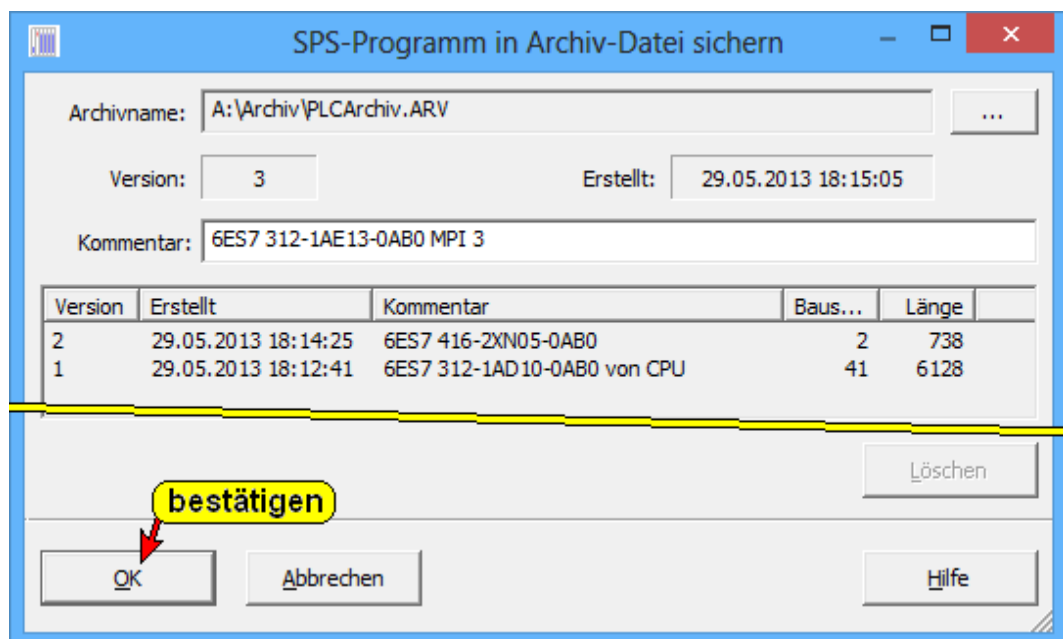 SPS-Programm in Archiv-Datei sichern
Archivname: A:\Archiv\PLCArchiv.ARV ...
Version: 3 Erstellt: 29.05.2013 18:15:05
Kommentar: 6ES7 312-1AE13-0AB0 MPI 3
Version Erstellt Kommentar Baus... Länge
2 29.05.2013 18:14:25 6ES7 416-2XN05-0AB0 2 738
1 29.05.2013 18:12:41 6ES7 312-1AD10-0AB0 von CPU 41 6128
Löschen
bestätigen
OK Abbrechen Hilfe